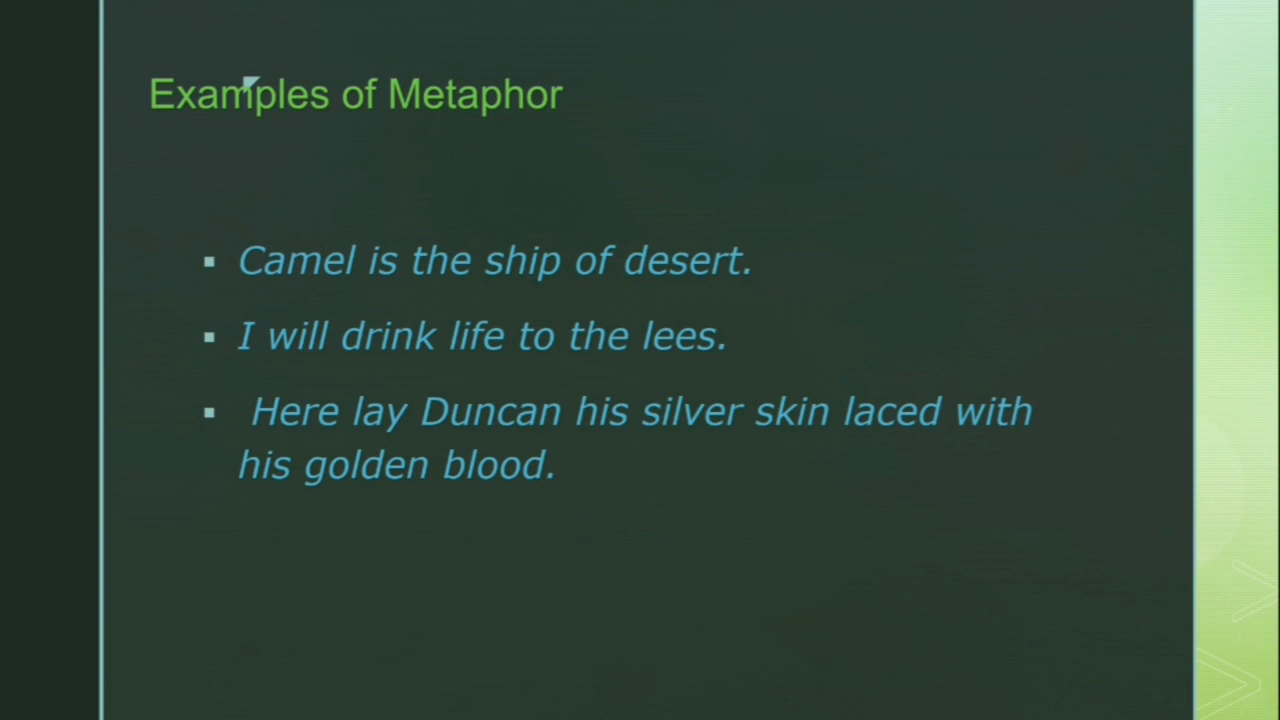 Examples of Metaphor
▪ Camel is the ship of desert.
▪ I will drink life to the lees.
▪ Here lay Duncan his silver skin laced with
his golden blood.